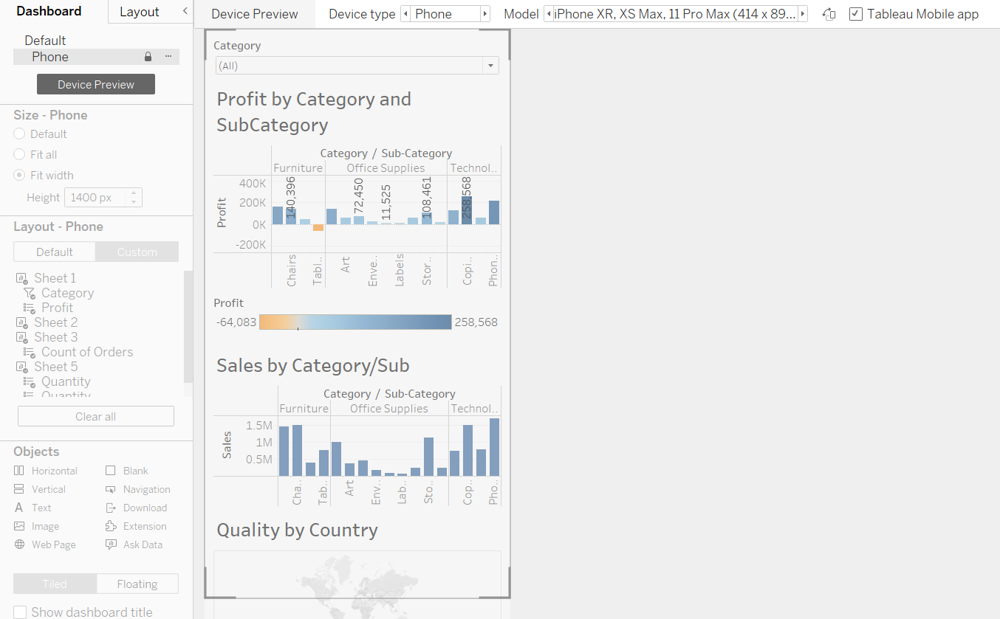 Dashboard
Layout
Default
Phone
Device Preview
Size - Phone
Default
Fit all
Fit width
Height 1400 px
Layout - Phone
Default Custom
Sheet 1
Category
Profit
Sheet 2
Sheet 3
Count of Orders
Sheet 5
Quantity
Quantity
Clear all
Objects
Horizontal Blank
Vertical Navigation
Text Download
Image Extension
Web Page Ask Data
Tiled Floating
Show dashboard title
Device Preview Device type Phone Model iPhone XR, XS Max, 11 Pro Max (414 x 89... Tableau Mobile app
Category
(All)
Profit by Category and
SubCategory
Category / Sub-Category
Furniture Office Supplies Technol..
Profit
400K
200K
0K
-200K
140,396
72,450
11,525
108,461
258,568
Chairs
Tabl..
Art
Enve..
Labels
Stor..
Copi..
Phon..
Profit
-64,083 258,568
Sales by Category/Sub
Category / Sub-Category
Furniture Office Supplies Technol..
Sales
1.5M
1M
0.5M
Cha..
Tab..
Art
Env..
Lab..
Sto..
Cop..
Pho..
Quality by Country